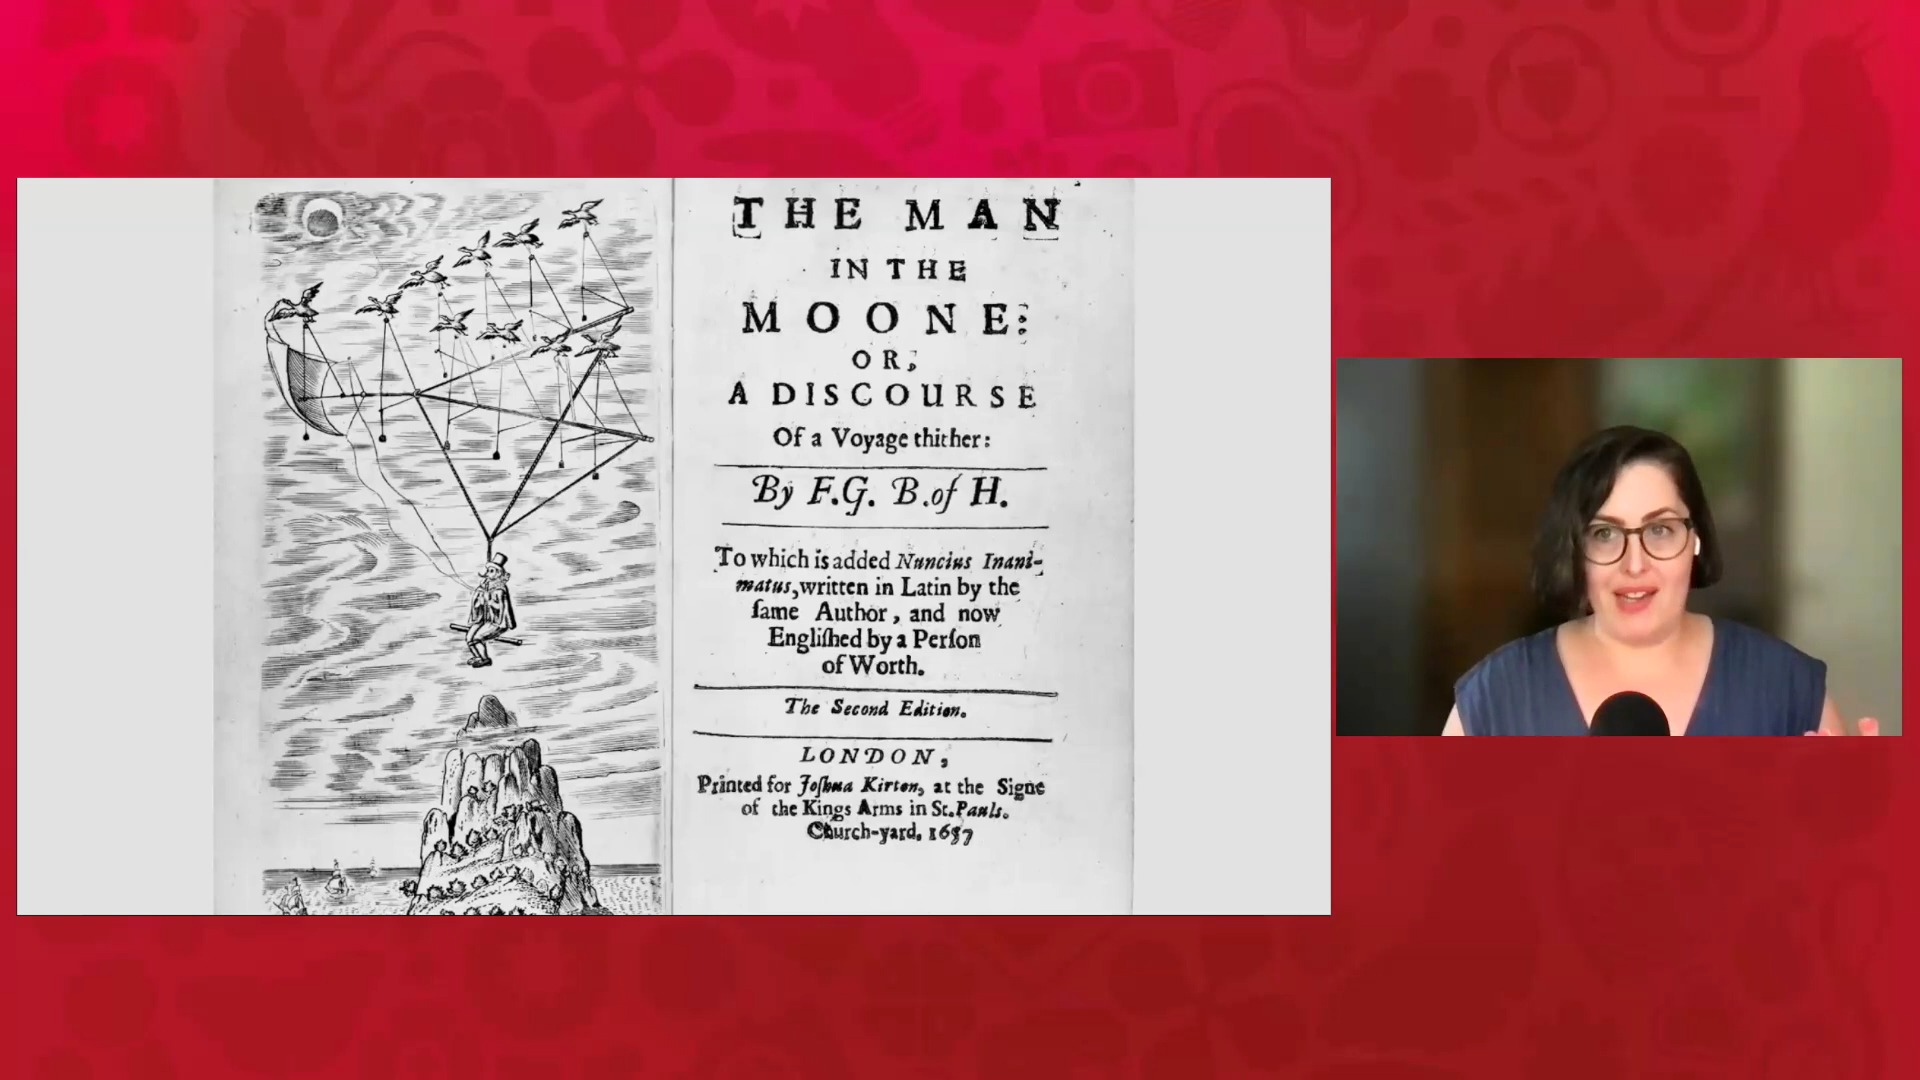 THE MAN
IN THE
MOONE:
OR,
A DISCOURSE
Of a Voyage thither:
By F.G. B. of H.
To which is added Nuncius Inani-
matus, written in Latin by the
ſame Author, and now
Engliſhed by a Perſon
of Worth.
The Second Edition.
LONDON,
Printed for Joſhua Kirton, at the Signe
of the Kings Arms in St. Pauls.
Church-yard. 1657